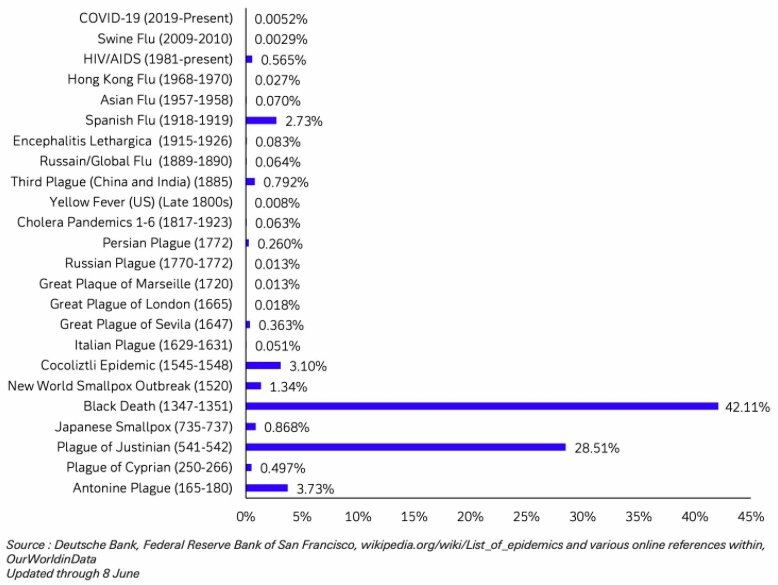 COVID-19 (2019-Present) 0.0052%
Swine Flu (2009-2010) 0.0029%
HIV/AIDS (1981-present) 0.565%
Hong Kong Flu (1968-1970) 0.027%
Asian Flu (1957-1958) 0.070%
Spanish Flu (1918-1919) 2.73%
Encephalitis Lethargica (1915-1926) 0.083%
Russain/Global Flu (1889-1890) 0.064%
Third Plague (China and India) (1885) 0.792%
Yellow Fever (US) (Late 1800s) 0.008%
Cholera Pandemics 1-6 (1817-1923) 0.063%
Persian Plague (1772) 0.260%
Russian Plague (1770-1772) 0.013%
Great Plaque of Marseille (1720) 0.013%
Great Plague of London (1665) 0.018%
Great Plague of Sevila (1647) 0.363%
Italian Plague (1629-1631) 0.051%
Cocoliztli Epidemic (1545-1548) 3.10%
New World Smallpox Outbreak (1520) 1.34%
Black Death (1347-1351) 42.11%
Japanese Smallpox (735-737) 0.868%
Plague of Justinian (541-542) 28.51%
Plague of Cyprian (250-266) 0.497%
Antonine Plague (165-180) 3.73%
0% 5% 10% 15% 20% 25% 30% 35% 40% 45%
Source : Deutsche Bank, Federal Reserve Bank of San Francisco, wikipedia.org/wiki/List_of_epidemics and various online references within,
OurWorldinData
Updated through 8 June